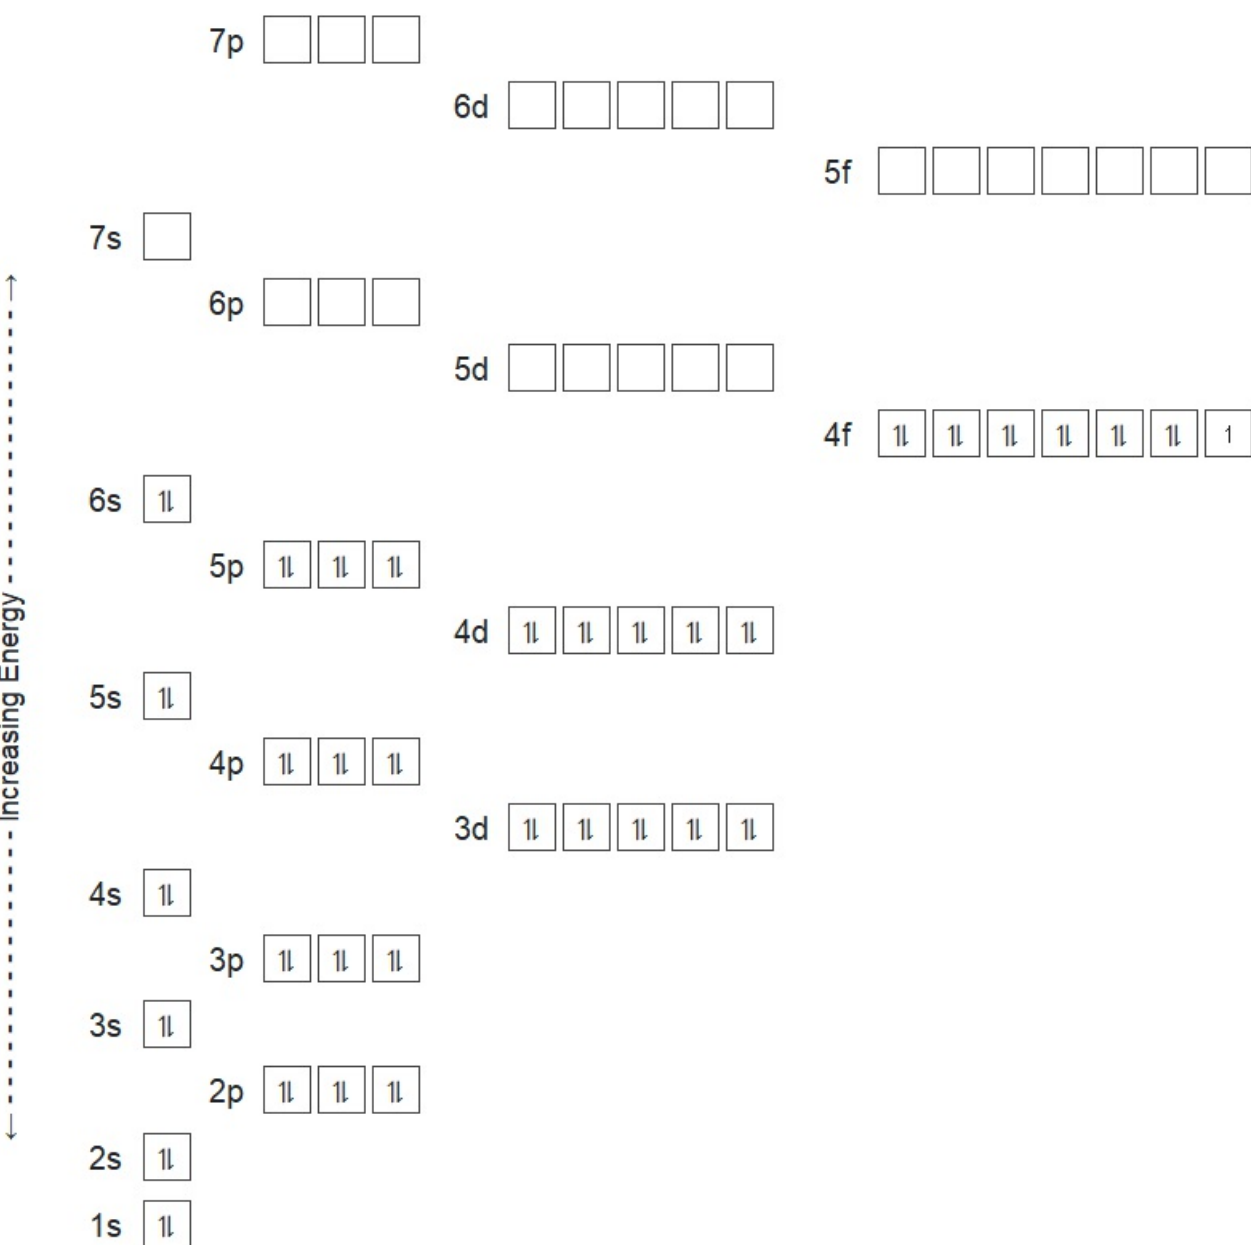 7p
6d
5f
7s
6p
5d
4f ⥮ ⥮ ⥮ ⥮ ⥮ ⥮ ↿
6s ⥮
5p ⥮ ⥮ ⥮
4d ⥮ ⥮ ⥮ ⥮ ⥮
5s ⥮
4p ⥮ ⥮ ⥮
3d ⥮ ⥮ ⥮ ⥮ ⥮
4s ⥮
3p ⥮ ⥮ ⥮
3s ⥮
2p ⥮ ⥮ ⥮
2s ⥮
1s ⥮
Increasing Energy